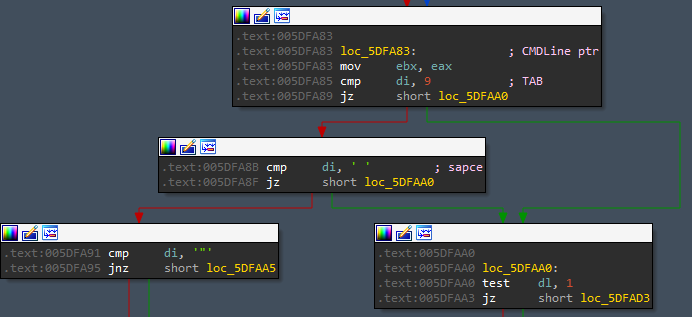 .text:005DFA83
.text:005DFA83 loc_5DFA83: ; CMDLine ptr
.text:005DFA83 mov ebx, eax
.text:005DFA85 cmp di, 9 ; TAB
.text:005DFA89 jz short loc_5DFAA0
.text:005DFA8B cmp di, ' ' ; sapce
.text:005DFA8F jz short loc_5DFAA0
.text:005DFA91 cmp di, '"'
.text:005DFA95 jnz short loc_5DFAA5
.text:005DFAA0
.text:005DFAA0 loc_5DFAA0:
.text:005DFAA0 test dl, 1
.text:005DFAA3 jz short loc_5DFAD3